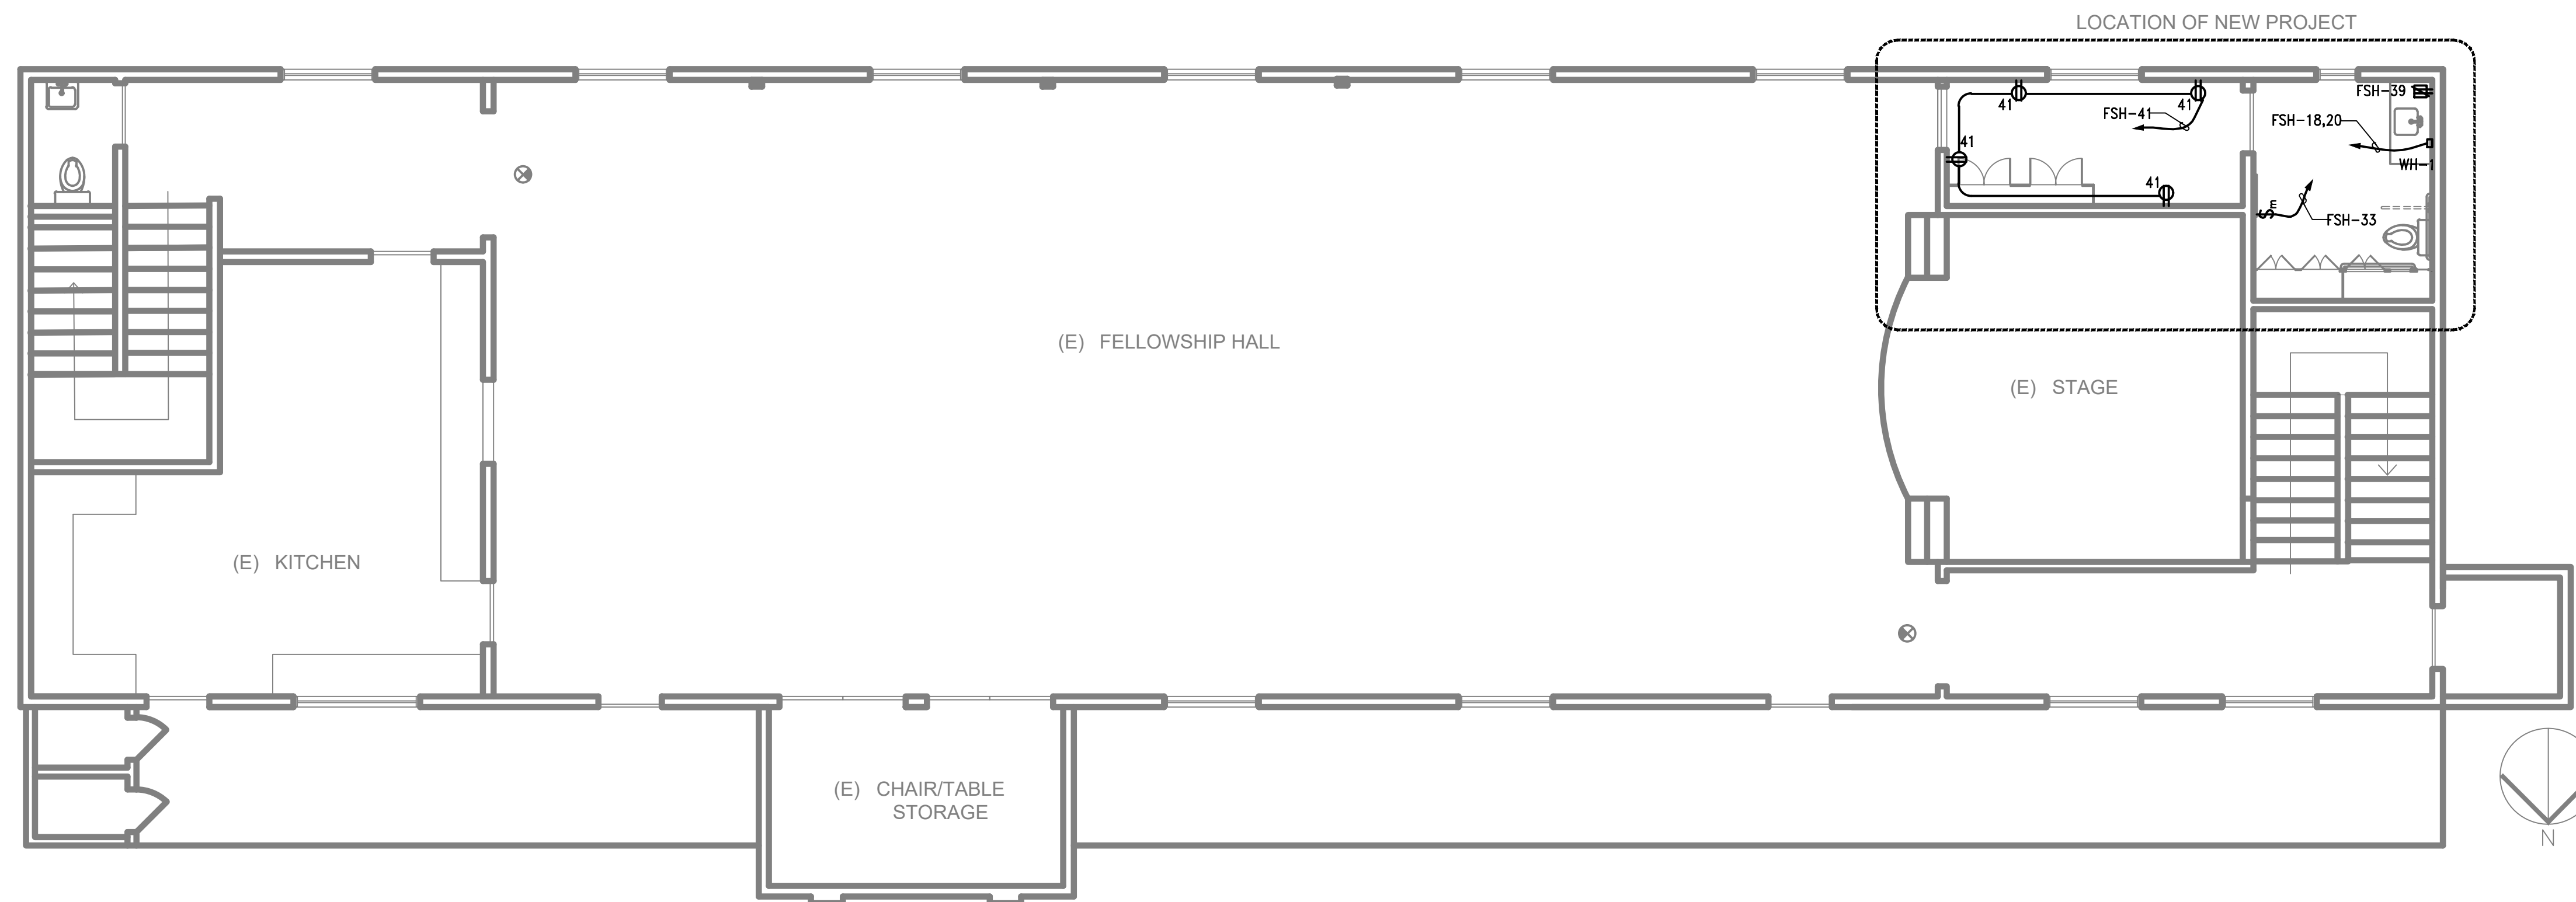 LOCATION OF NEW PROJECT
FSH-39
41
41
FSH-41
FSH-18,20
41
WH-1
41
S
m
FSH-33
(E) FELLOWSHIP HALL
(E) STAGE
(E) KITCHEN
(E) CHAIR/TABLE
STORAGE
N